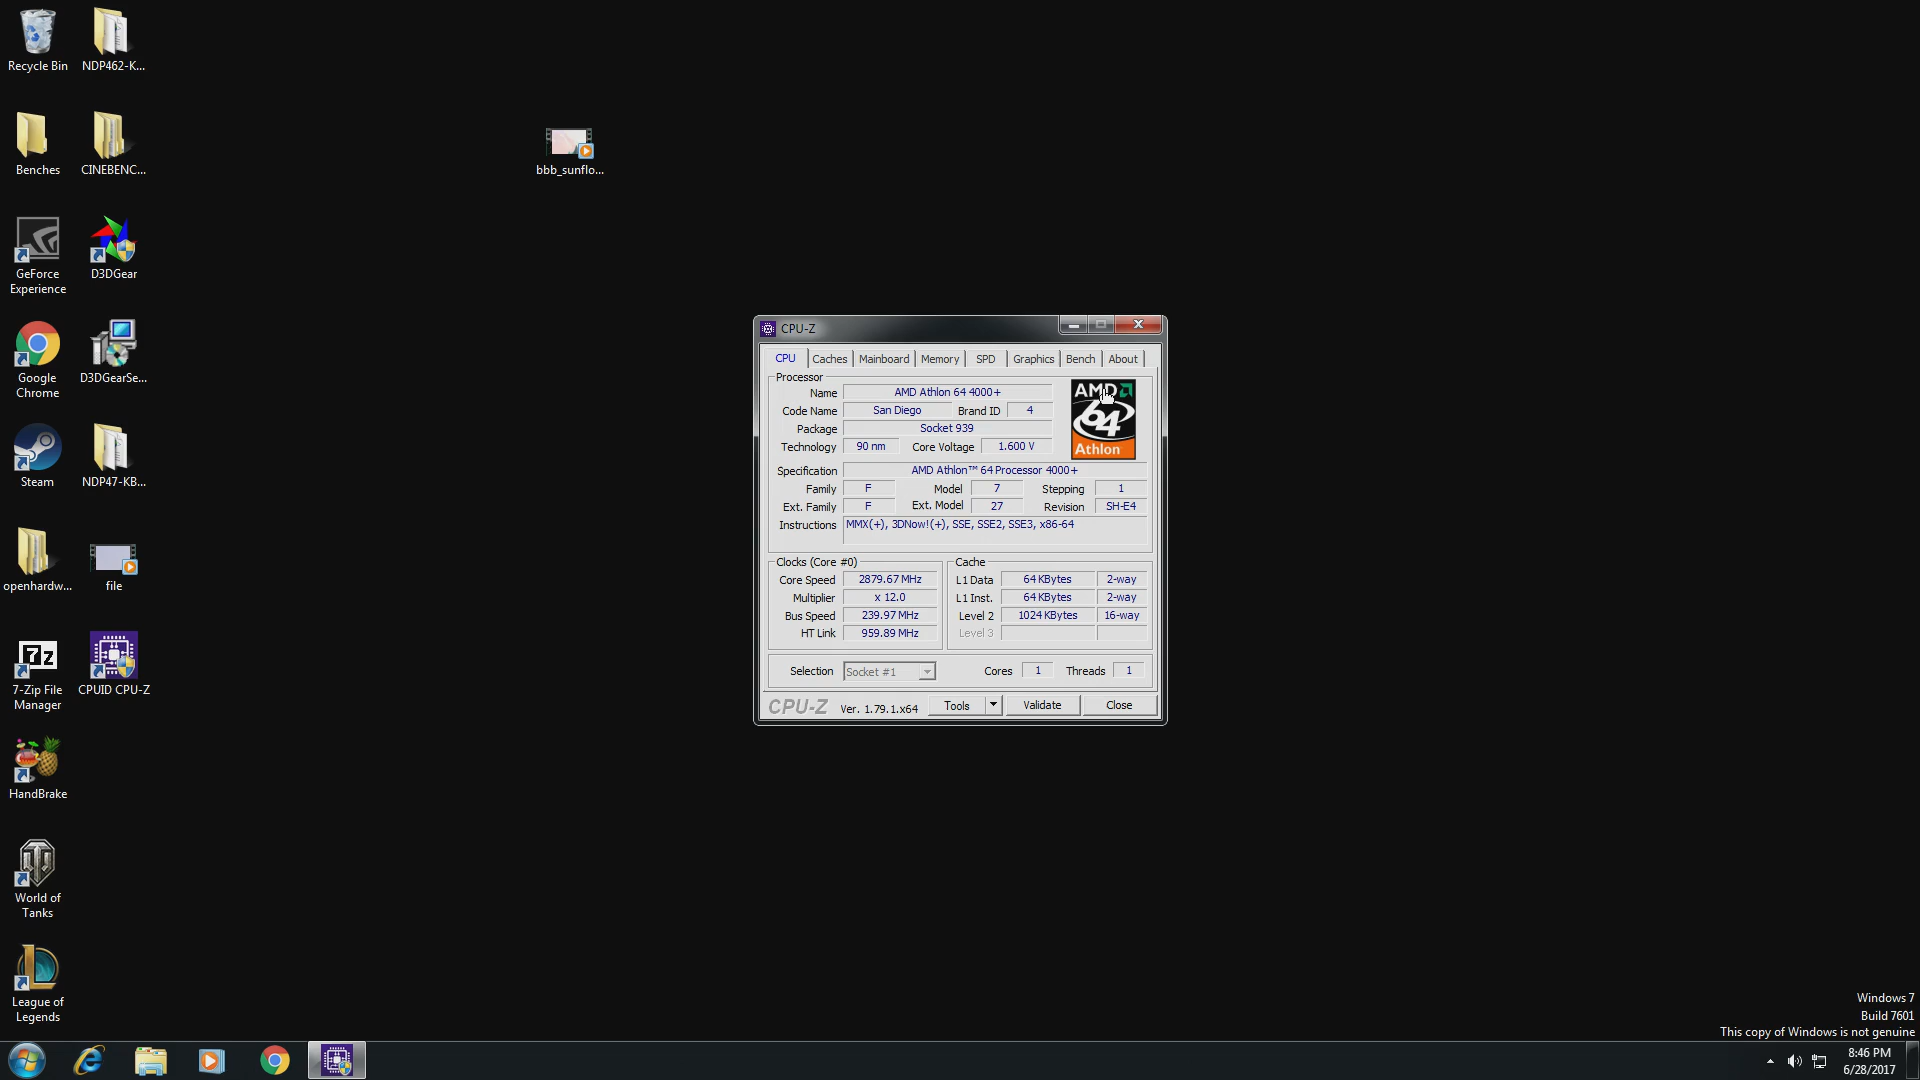 Recycle Bin
NDP462-K...
Benches
CINEBENC...
bbb_sunflo...
GeForce
Experience
D3DGear
Google
Chrome
D3DGearSe...
Steam
NDP47-KB...
openhardw...
file
7z
7-Zip File
Manager
CPUID CPU-Z
HandBrake
World of
Tanks
League of
Legends
CPU-Z
CPU Caches Mainboard Memory SPD Graphics Bench About
Processor
Name AMD Athlon 64 4000+
Code Name San Diego Brand ID 4
Package Socket 939
Technology 90 nm Core Voltage 1.600 V
AMD
64
Athlon
Specification AMD Athlon™ 64 Processor 4000+
Family F Model 7 Stepping 1
Ext. Family F Ext. Model 27 Revision SH-E4
Instructions MMX(+), 3DNow!(+), SSE, SSE2, SSE3, x86-64
Clocks (Core #0)
Core Speed 2879.67 MHz
Multiplier x 12.0
Bus Speed 239.97 MHz
HT Link 959.89 MHz
Cache
L1 Data 64 KBytes 2-way
L1 Inst. 64 KBytes 2-way
Level 2 1024 KBytes 16-way
Level 3
Selection Socket #1 Cores 1 Threads 1
CPU-Z Ver. 1.79.1.x64 Tools Validate Close
Windows 7
Build 7601
This copy of Windows is not genuine
8:46 PM
6/28/2017